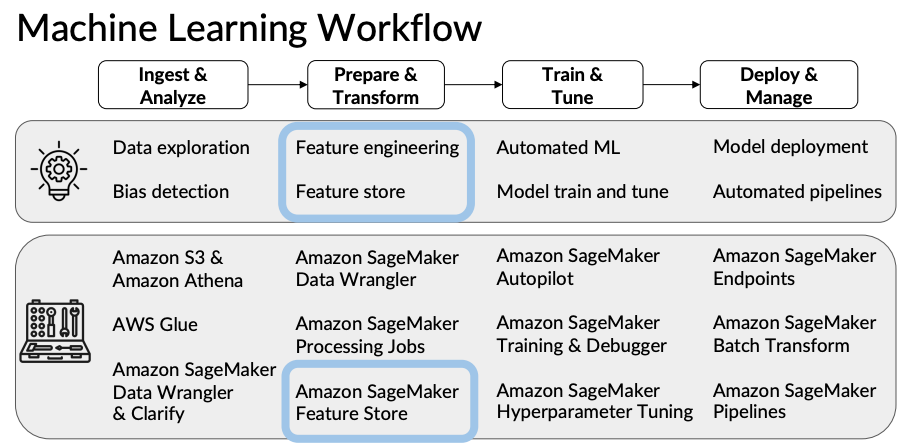 Machine Learning Workflow
Ingest &
Analyze
Prepare &
Transform
Train &
Tune
Deploy &
Manage
Data exploration
Bias detection
Feature engineering
Feature store
Automated ML
Model train and tune
Model deployment
Automated pipelines
Amazon S3 &
Amazon Athena
AWS Glue
Amazon SageMaker
Data Wrangler
& Clarify
Amazon SageMaker
Data Wrangler
Amazon SageMaker
Processing Jobs
Amazon SageMaker
Feature Store
Amazon SageMaker
Autopilot
Amazon SageMaker
Training & Debugger
Amazon SageMaker
Hyperparameter Tuning
Amazon SageMaker
Endpoints
Amazon SageMaker
Batch Transform
Amazon SageMaker
Pipelines